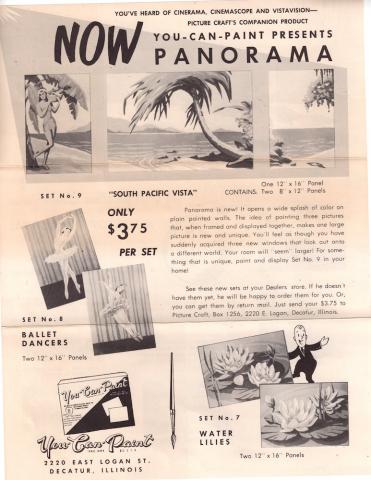 YOU'VE HEARD OF CINERAMA, CINEMASCOPE AND VISTAVISION—
PICTURE CRAFT'S COMPANION PRODUCT
NOW YOU-CAN-PAINT PRESENTS
PANORAMA
SET No. 9
"SOUTH PACIFIC VISTA"
One 12" x 16" Panel
CONTAINS: Two 8" x 12" Panels
ONLY
$3.75
PER SET
Panorama is new! It opens a wide splash of color on
plain painted walls. The idea of painting three pictures
that, when framed and displayed together, makes one large
picture is new and unique. You'll feel as though you have
suddenly acquired three new windows that look out onto
a different world. Your room will "seem" larger! For some-
thing that is unique, paint and display Set No. 9 in your
home!
See these new sets at your Dealers store. If he doesn't
have them yet, he will be happy to order them for you. Or,
you can get them by return mail. Just send your $3.75 to
Picture Craft, Box 1256, 2220 E. Logan, Decatur, Illinois.
SET No. 8
BALLET
DANCERS
Two 12" x 16" Panels
You Can Paint
You-Can-Paint
2220 EAST LOGAN ST.
DECATUR, ILLINOIS
SET No. 7
WATER
LILIES
Two 12" x 16" Panels